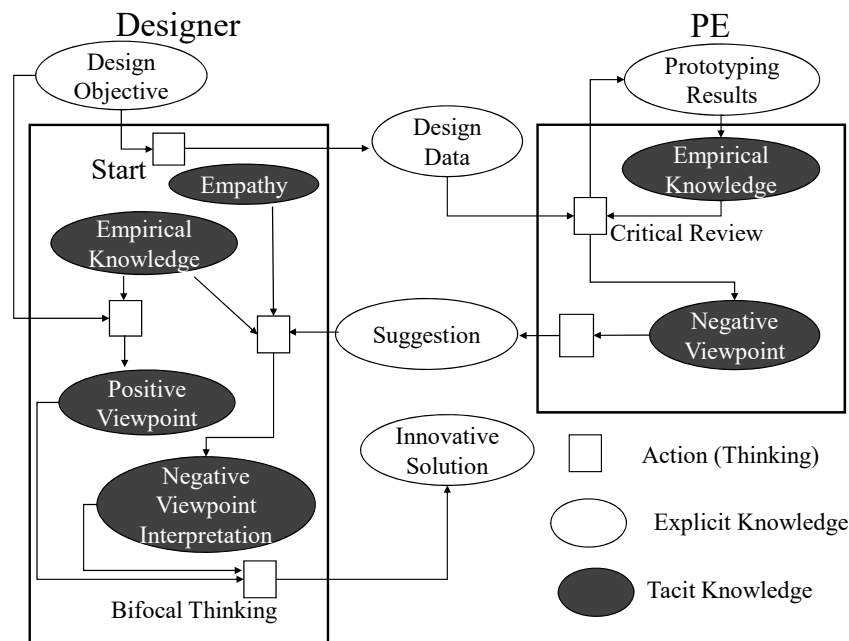 Designer
PE
Design
Objective
Prototyping
Results
Design
Data
Start
Empathy
Empirical
Knowledge
Empirical
Knowledge
Critical Review
Suggestion
Negative
Viewpoint
Positive
Viewpoint
Innovative
Solution
Negative
Viewpoint
Interpretation
Bifocal Thinking
Action (Thinking)
Explicit Knowledge
Tacit Knowledge